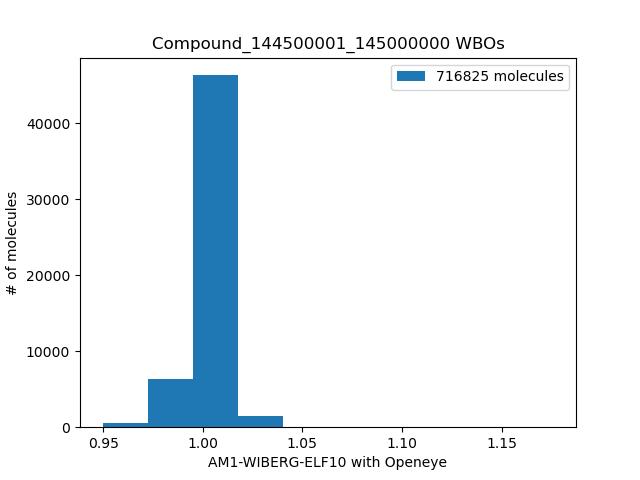 Compound_144500001_145000000 WBOs
716825 molecules
# of molecules
40000
30000
20000
10000
0
0.95 1.00 1.05 1.10 1.15
AM1-WIBERG-ELF10 with Openeye